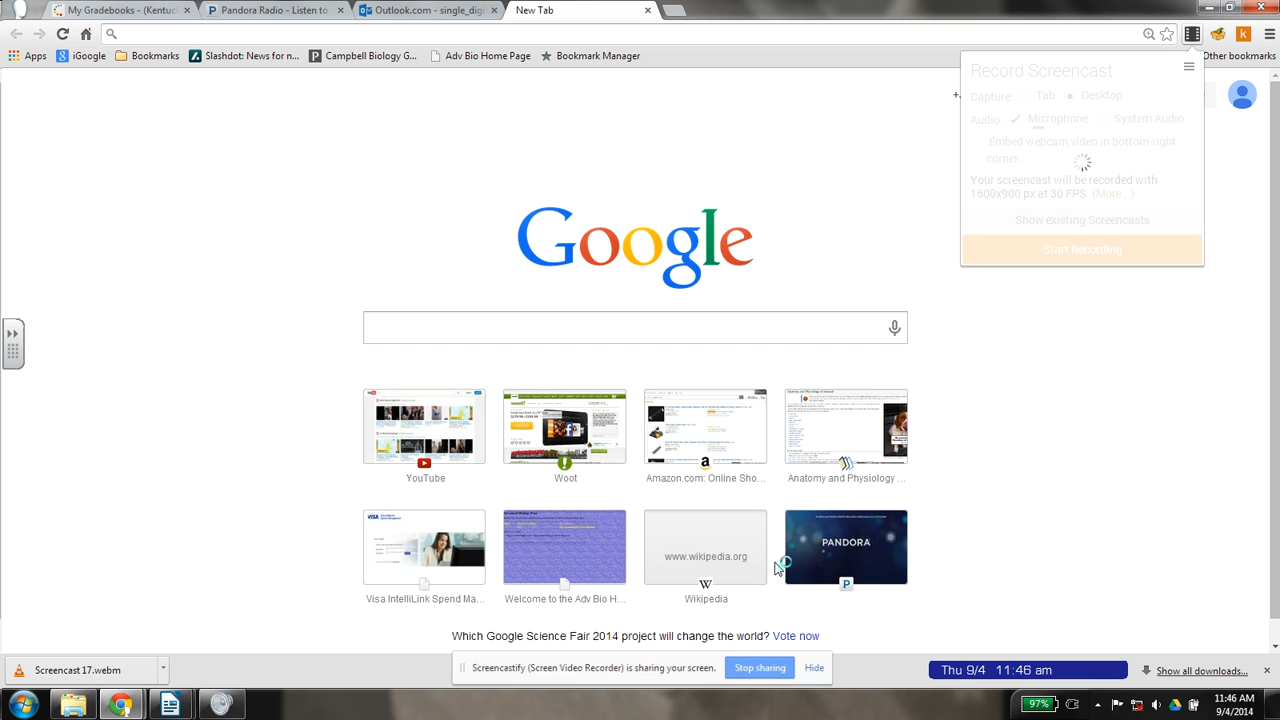 My Gradebooks - (Kentuck
Pandora Radio - Listen to
Outlook.com - single_digi
New Tab
Apps
iGoogle
Bookmarks
Slashdot: News for n...
Campbell Biology G...
Adv Bio Home Page
Bookmark Manager
Other bookmarks
Record Screencast
Capture: Tab Desktop
Audio: Microphone System Audio
Embed webcam video in bottom-right
corner.
Your screencast will be recorded with
1600x900 px at 30 FPS. (More...)
Show existing Screencasts
Start Recording
Google
YouTube
Woot
Amazon.com: Online Sho...
Anatomy and Physiology ...
VISA
www.wikipedia.org
PANDORA
Visa IntelliLink Spend Ma...
Welcome to the Adv Bio H...
Wikipedia
Which Google Science Fair 2014 project will change the world? Vote now
Screencast 17.webm
Screencastify (Screen Video Recorder) is sharing your screen.
Stop sharing
Hide
Thu 9/4 11:46 am
Show all downloads...
97%
11:46 AM
9/4/2014